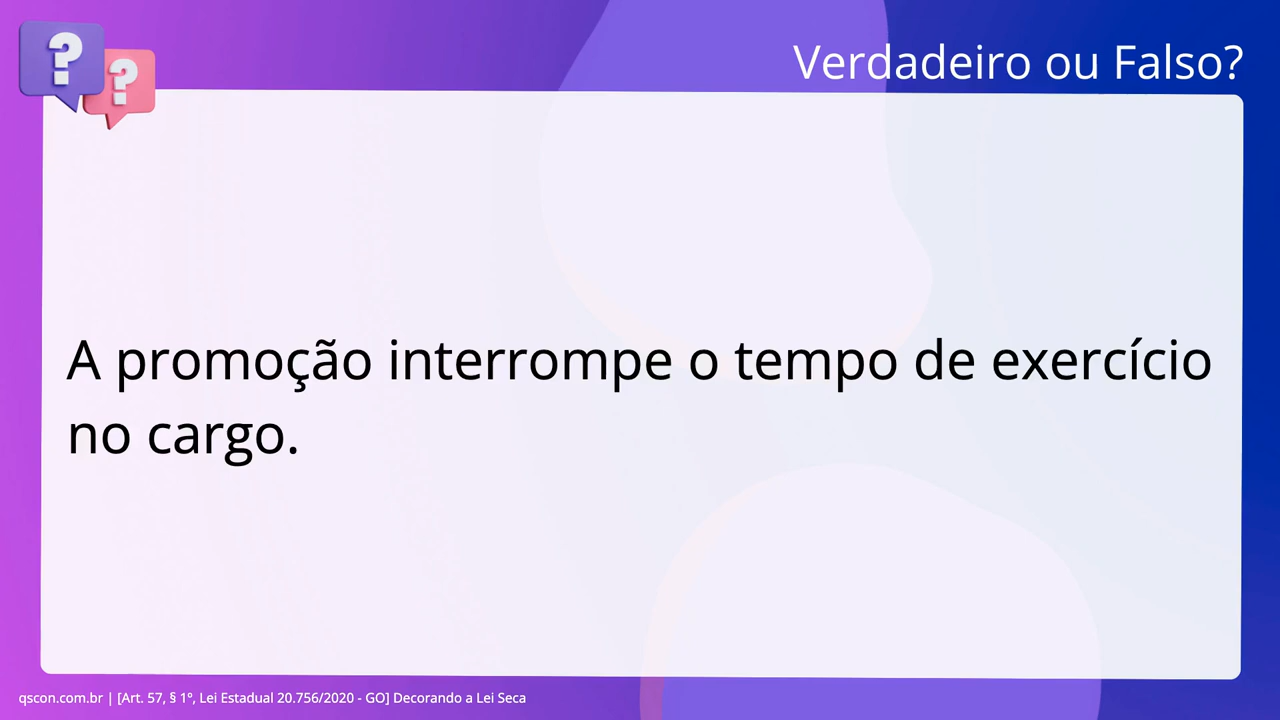 Verdadeiro ou Falso?
A promoção interrompe o tempo de exercício
no cargo.
qscon.com.br | [Art. 57, § 1º, Lei Estadual 20.756/2020 - GO] Decorando a Lei Seca